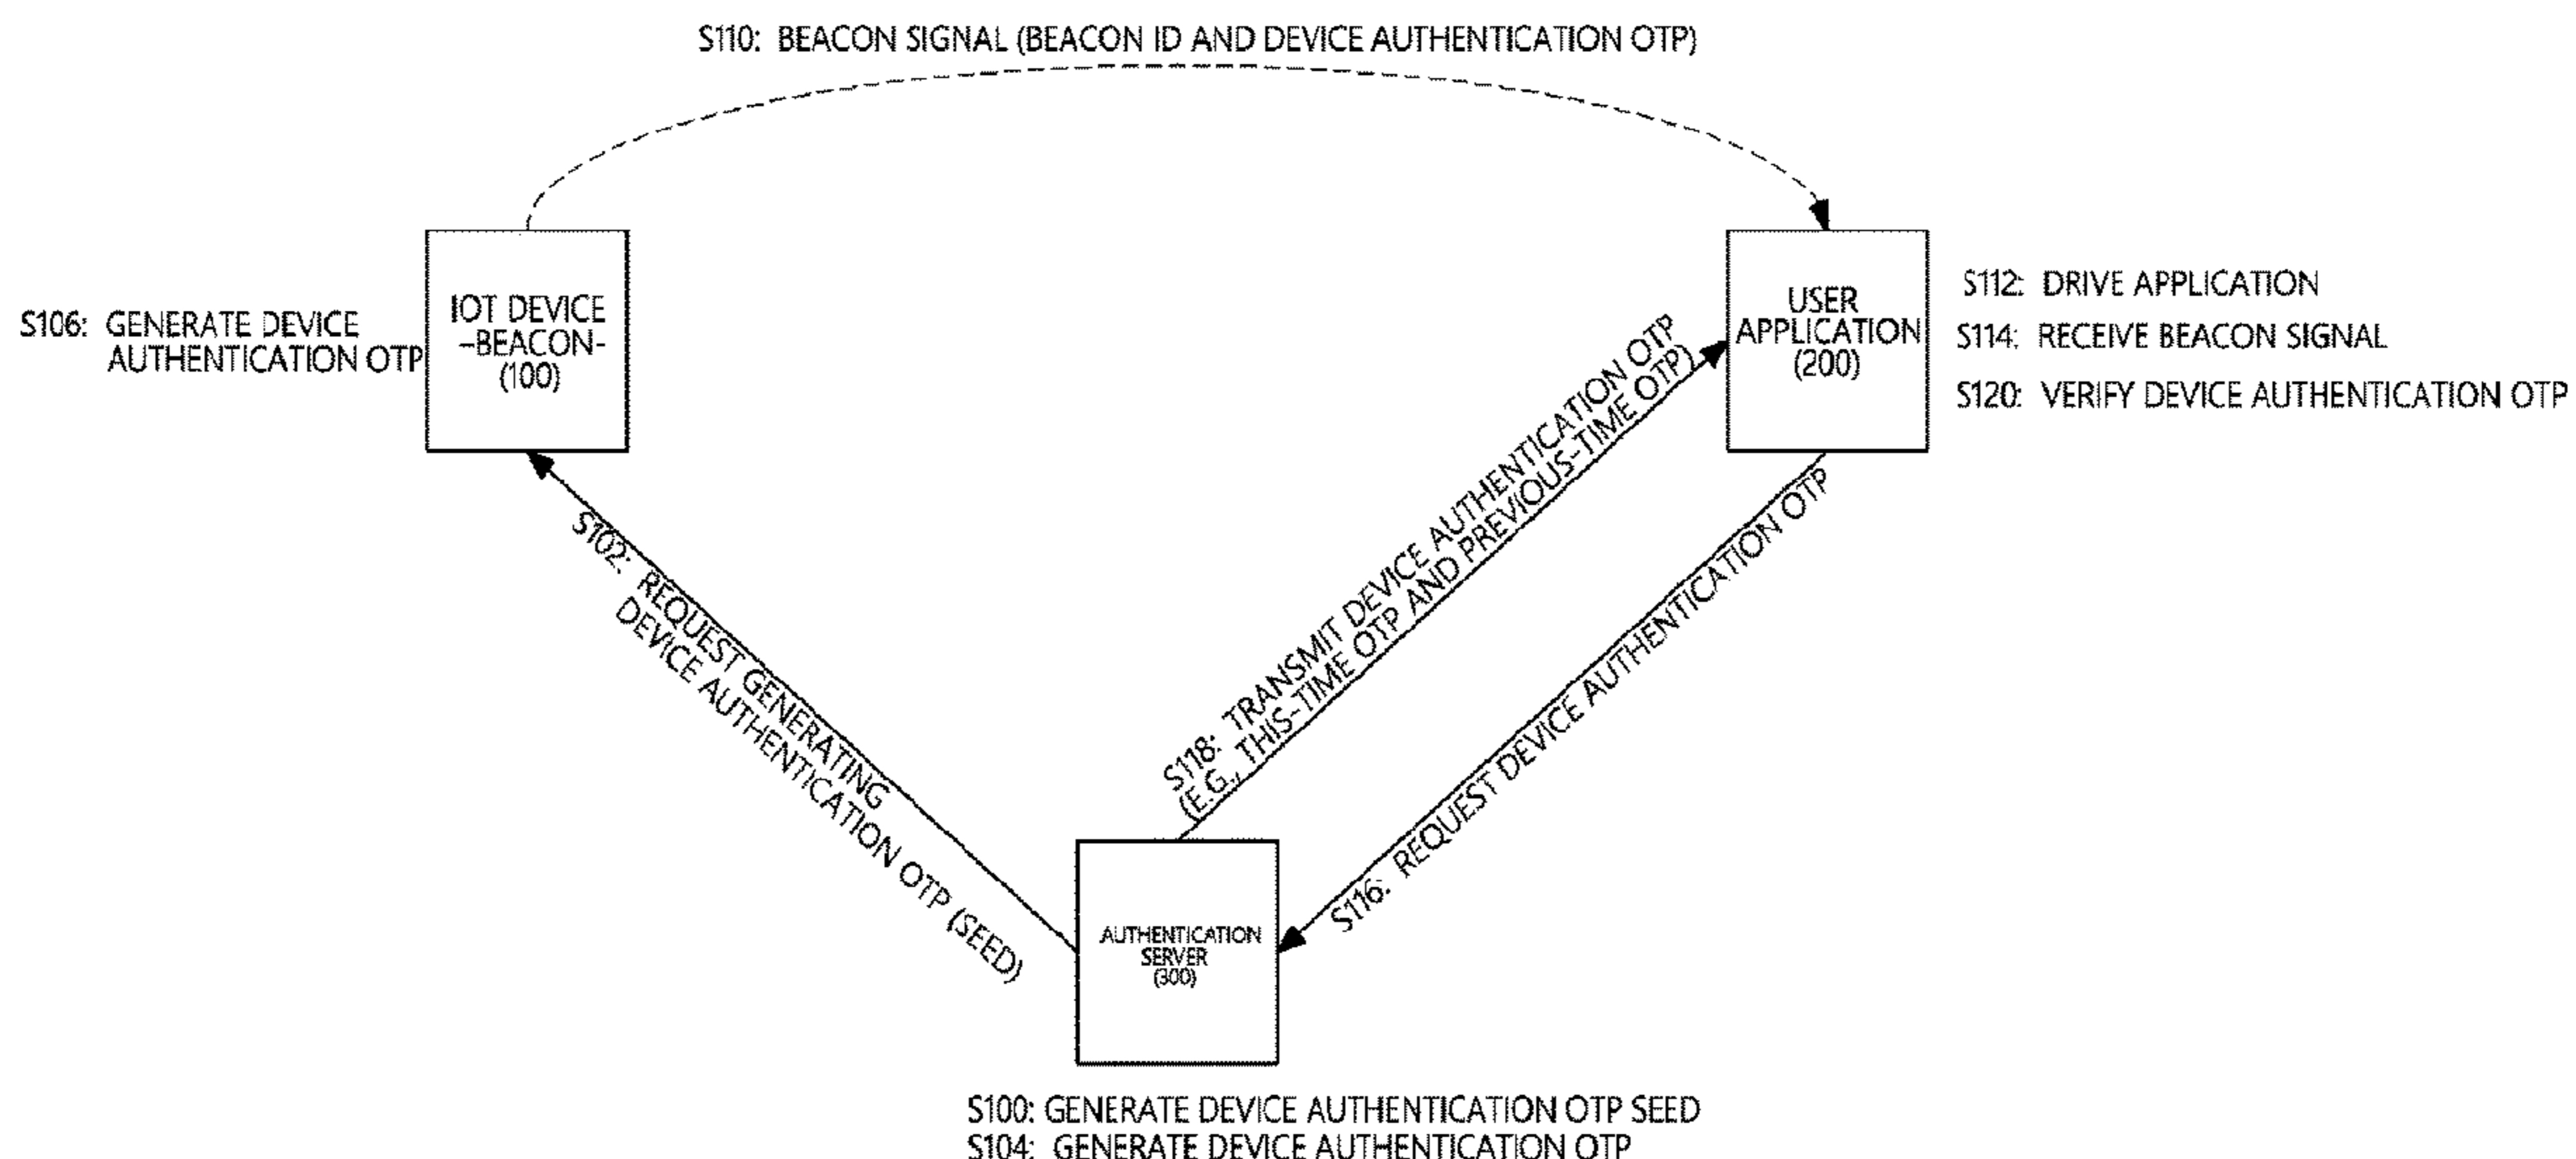 S110: BEACON SIGNAL (BEACON ID AND DEVICE AUTHENTICATION OTP)
S106: GENERATE DEVICE
AUTHENTICATION OTP
IOT DEVICE
-BEACON-
(100)
USER
APPLICATION
(200)
S112: DRIVE APPLICATION
S114: RECEIVE BEACON SIGNAL
S120: VERIFY DEVICE AUTHENTICATION OTP
S102: REQUEST GENERATING
DEVICE AUTHENTICATION OTP (SEED)
S118: TRANSMIT DEVICE AUTHENTICATION OTP
(E.G., THIS-TIME OTP AND PREVIOUS-TIME OTP)
S116: REQUEST DEVICE AUTHENTICATION OTP
AUTHENTICATION
SERVER
(300)
S100: GENERATE DEVICE AUTHENTICATION OTP SEED
S104: GENERATE DEVICE AUTHENTICATION OTP